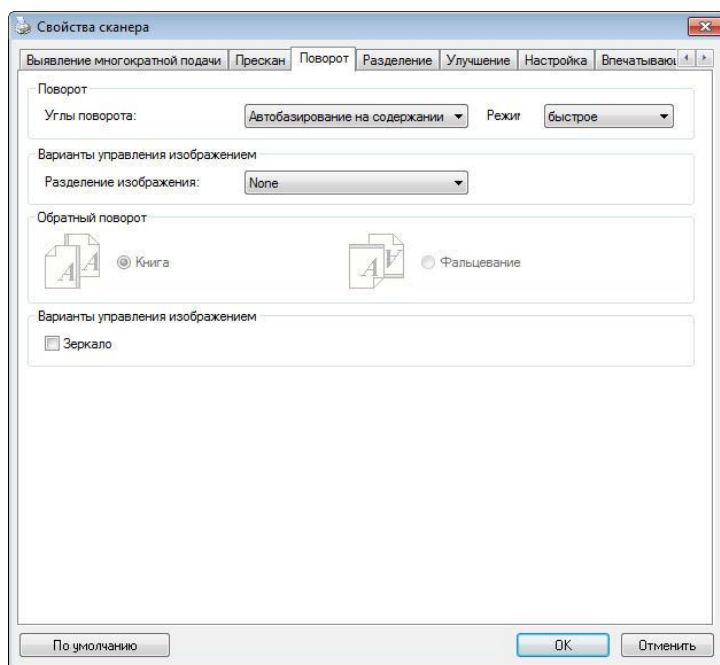 Свойства сканера
Выявление многократной подачи Прескан Поворот Разделение Улучшение Настройка Впечатываю
Поворот
Углы поворота: Автобазирование на содержании Режи быстрое
Варианты управления изображением
Разделение изображения: None
Обратный поворот
A A Книга A A Фальцевание
Варианты управления изображением
Зеркало
По умолчанию OK Отменить